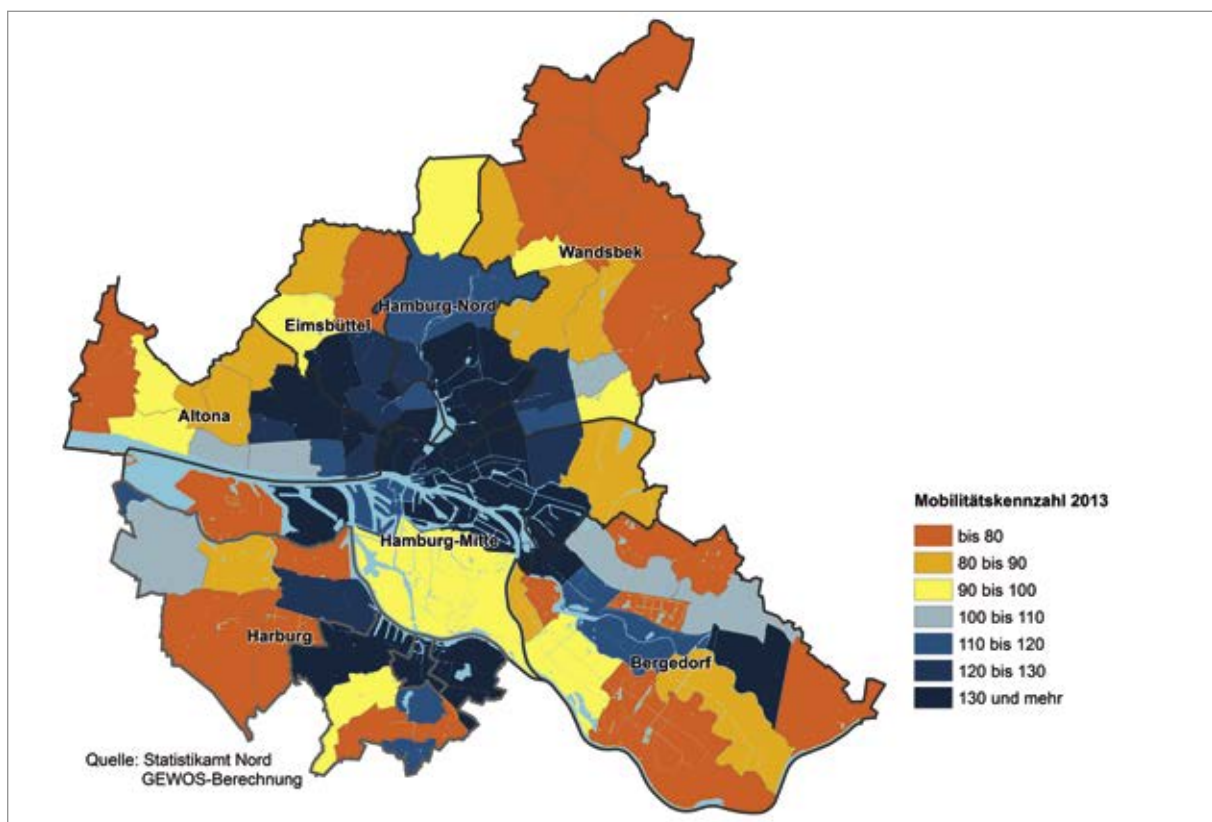 Wandsbek
Hamburg-Nord
Eimsbüttel
Altona
Hamburg-Mitte
Harburg
Bergedorf
Mobilitätskennzahl 2013
bis 80
80 bis 90
90 bis 100
100 bis 110
110 bis 120
120 bis 130
130 und mehr
Quelle: Statistikamt Nord
GEWOS-Berechnung